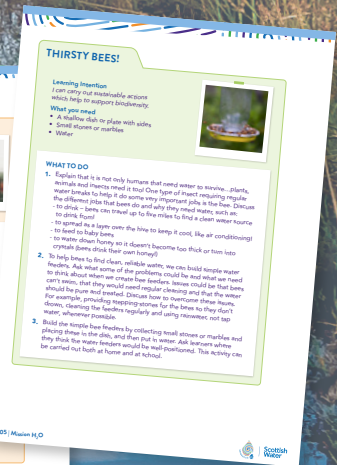 THIRSTY BEES!
Learning Intention
I can carry out sustainable actions
which help to support biodiversity.
What you need
• A shallow dish or plate with sides
• Small stones or marbles
• Water
WHAT TO DO
1. Explain that it is not only humans that need water to survive...plants,
animals and insects need it too! One type of insect requiring regular
water breaks to help it do some very important jobs is the bee. Discuss
the different jobs that bees do and why they need water, such as:
- to drink – bees can travel up to five miles to find a clean water source
to drink from!
- to spread as a layer over the hive to keep it cool, like air conditioning!
- to feed to baby bees
- to water down honey so it doesn't become too thick or turn into
crystals (bees drink their own honey!)
2. To help bees to find clean, reliable water, we can build simple water
feeders. Ask what some of the problems could be and what we need
to think about when we create bee feeders. Issues could be that bees
can't swim, that they would need regular cleaning and that the water
should be pure and treated. Discuss how to overcome these issues.
For example, providing stepping-stones for the bees so they don't
drown, cleaning the feeders regularly and using rainwater, not tap
water, whenever possible.
3. Build the simple bee feeders by collecting small stones or marbles and
placing these in the dish, and then put in water. Ask learners where
they think the water feeders would be well-positioned. This activity can
be carried out both at home and at school.
05 | Mission H₂O
Scottish
Water